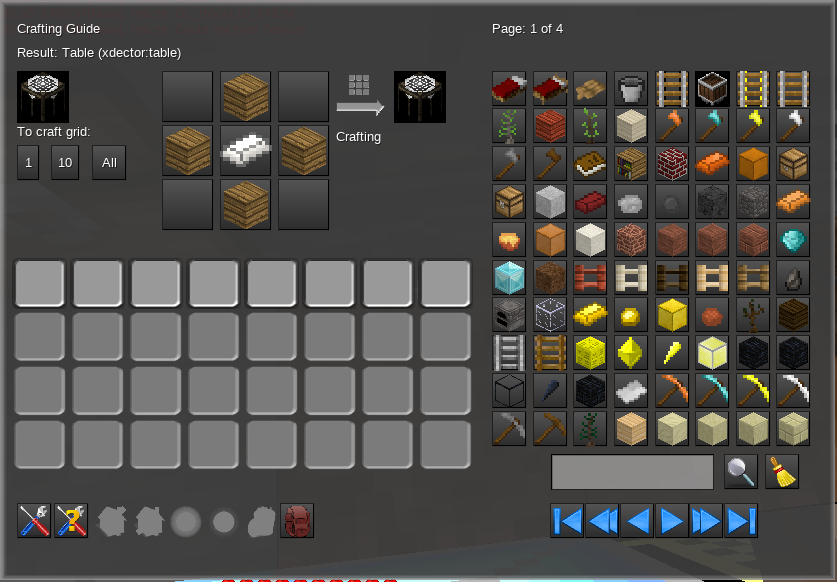 Crafting Guide
Page: 1 of 4
Result: Table (xdector:table)
To craft grid:
Crafting
1
10
All